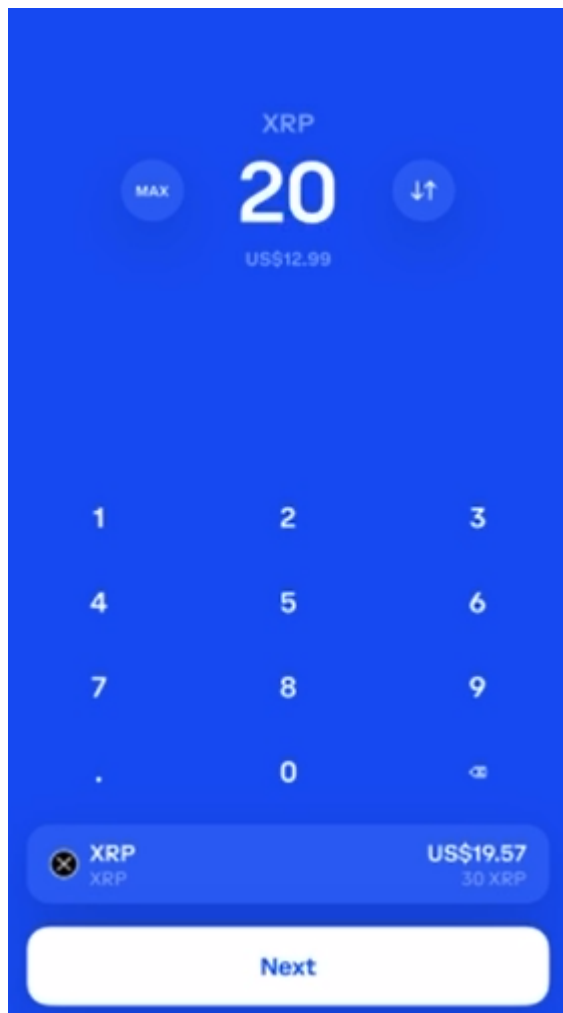 XRP
MAX 20 ↓↑
US$12.99
1 2 3
4 5 6
7 8 9
. 0
XRP US$19.57
XRP 30 XRP
Next